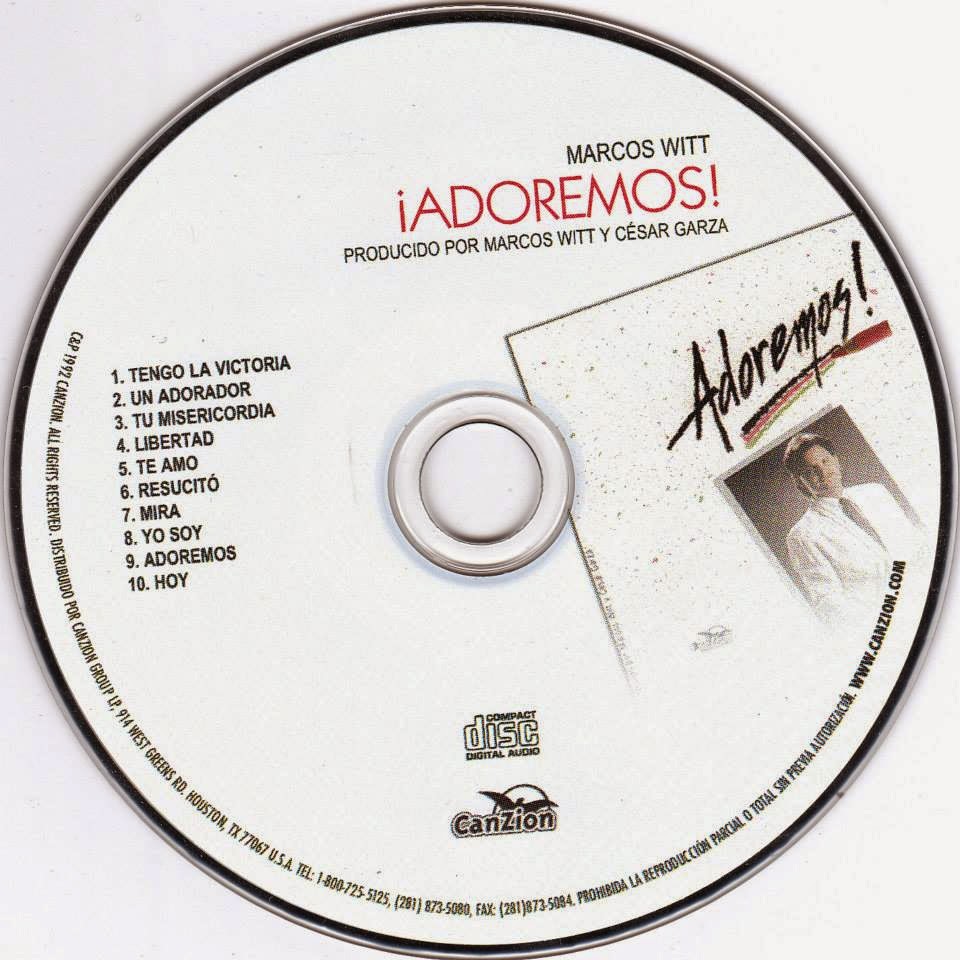 MARCOS WITT
¡ADOREMOS!
PRODUCIDO POR MARCOS WITT Y CÉSAR GARZA
Adoremos!
1. TENGO LA VICTORIA
2. UN ADORADOR
3. TU MISERICORDIA
4. LIBERTAD
5. TE AMO
6. RESUCITÓ
7. MIRA
8. YO SOY
9. ADOREMOS
10. HOY
COMPACT
disc
DIGITAL AUDIO
CanZion
C&P 1992 CANZION. ALL RIGHTS RESERVED. DISTRIBUIDO POR CANZION GROUP LP, 914 WEST GREENS RD. HOUSTON, TX 77067 U.S.A. TEL: 1-800-725-5125, (281) 873-5080, FAX: (281)873-5084. PROHIBIDA LA REPRODUCCIÓN PARCIAL O TOTAL SIN PREVIA AUTORIZACIÓN. WWW.CANZION.COM